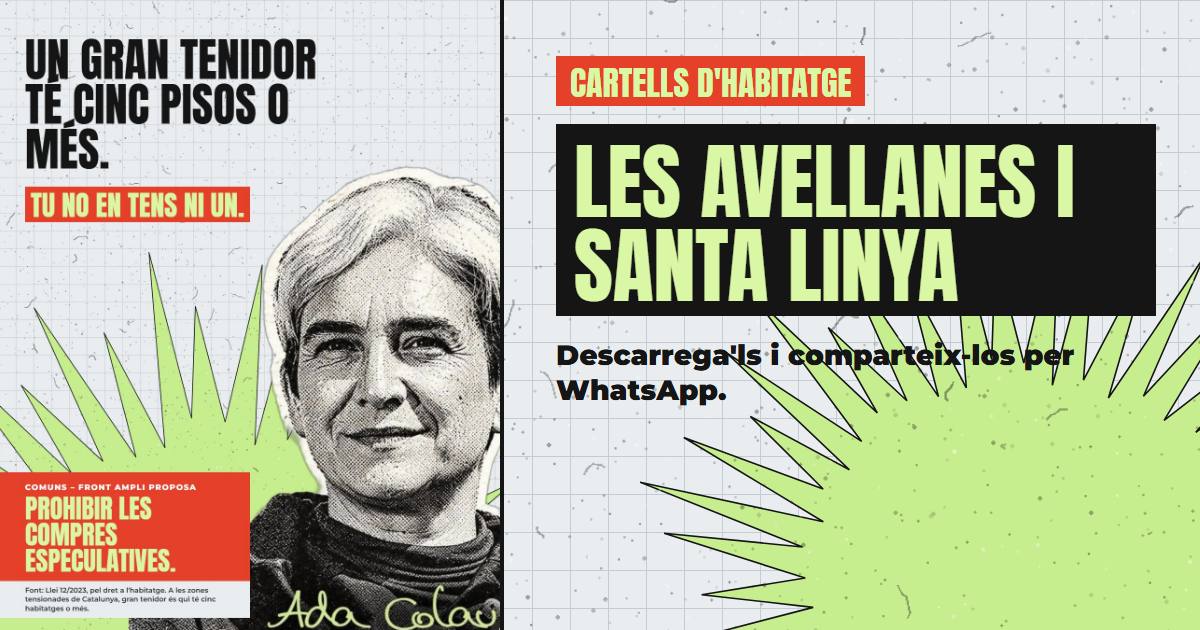 UN GRAN TENIDOR
TÉ CINC PISOS O
MÉS.
TU NO EN TENS NI UN.
COMUNS – FRONT AMPLI PROPOSA
PROHIBIR LES
COMPRES
ESPECULATIVES.
Font: Llei 12/2023, pel dret a l'habitatge. A les zones
tensionades de Catalunya, gran tenidor és qui té cinc
habitatges o més.
Ada Colau
CARTELLS D'HABITATGE
LES AVELLANES I
SANTA LINYA
Descarrega'ls i comparteix-los per
WhatsApp.